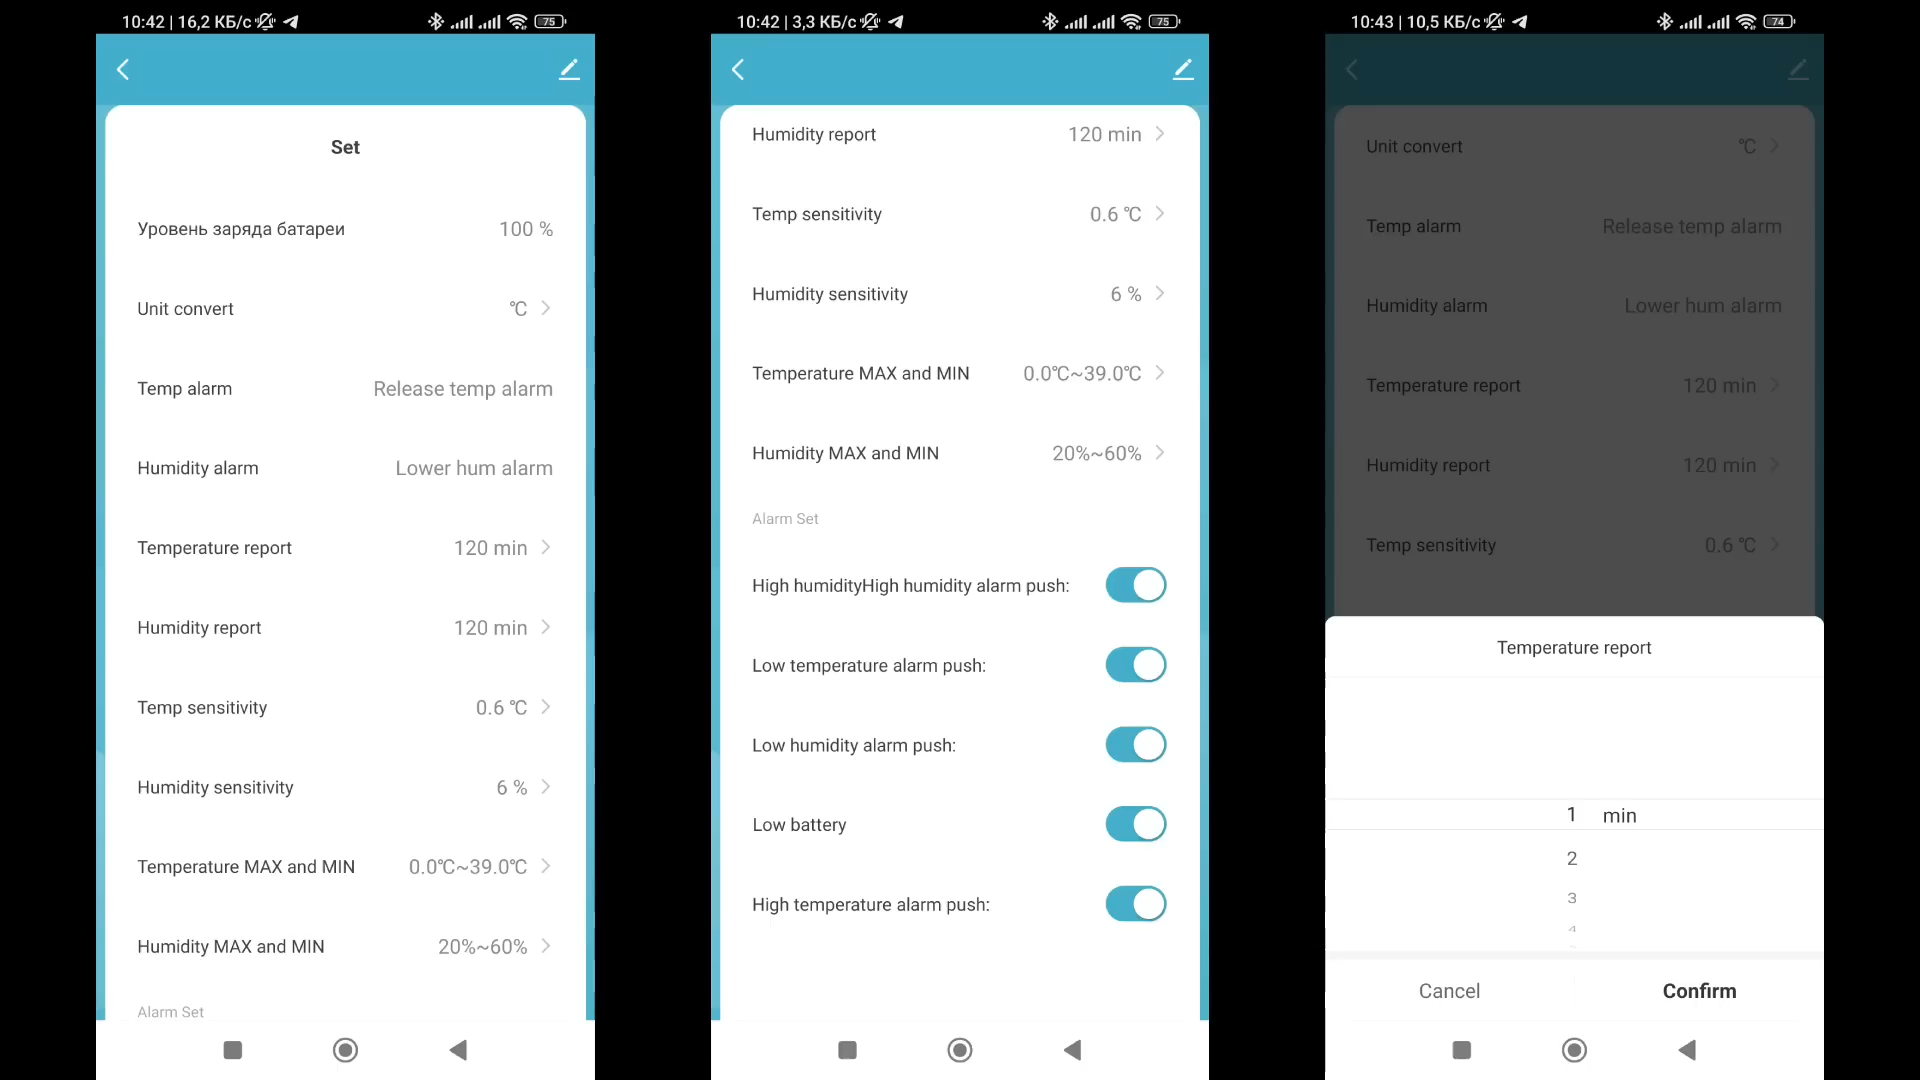 10:42 | 16,2 КБ/с
75
Set
Уровень заряда батареи 100 %
Unit convert ℃
Temp alarm Release temp alarm
Humidity alarm Lower hum alarm
Temperature report 120 min
Humidity report 120 min
Temp sensitivity 0.6 ℃
Humidity sensitivity 6 %
Temperature MAX and MIN 0.0℃~39.0℃
Humidity MAX and MIN 20%~60%
Alarm Set
10:42 | 3,3 КБ/с
75
Humidity report 120 min
Temp sensitivity 0.6 ℃
Humidity sensitivity 6 %
Temperature MAX and MIN 0.0℃~39.0℃
Humidity MAX and MIN 20%~60%
Alarm Set
High humidityHigh humidity alarm push:
Low temperature alarm push:
Low humidity alarm push:
Low battery
High temperature alarm push:
10:43 | 10,5 КБ/с
74
Unit convert ℃
Temp alarm Release temp alarm
Humidity alarm Lower hum alarm
Temperature report 120 min
Humidity report 120 min
Temp sensitivity 0.6 ℃
Temperature report
1 min
2
3
4
Cancel Confirm